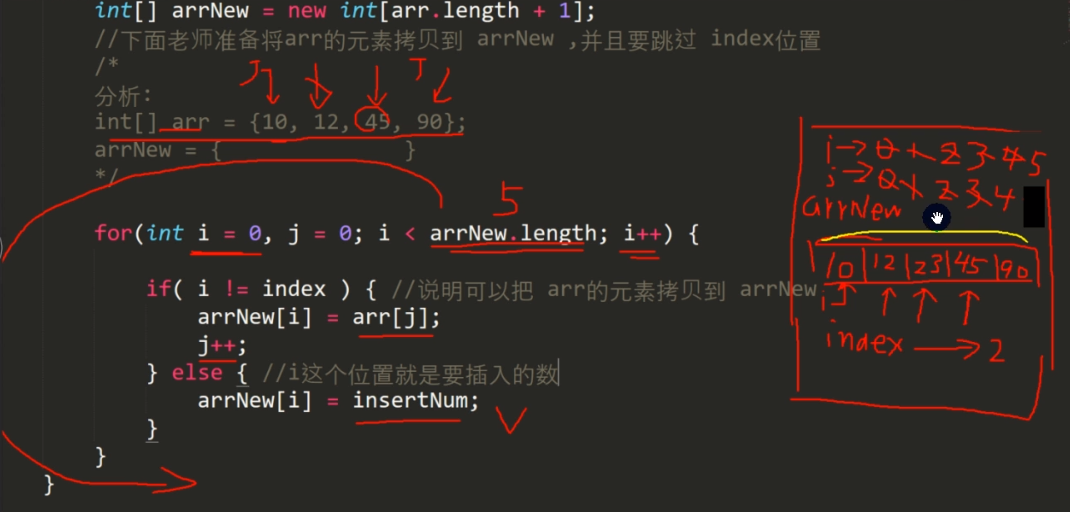 int[] arrNew = new int[arr.length + 1];
//下面老师准备将arr的元素拷贝到 arrNew ,并且要跳过 index位置
/*
分析:
int[] arr = {10, 12, 45, 90};
arrNew = {                }
*/
5
for(int i = 0, j = 0; i < arrNew.length; i++) {
if( i != index ) { //说明可以把 arr的元素拷贝到 arrNew
arrNew[i] = arr[j];
j++;
} else { //i这个位置就是要插入的数
arrNew[i] = insertNum;
}
}
}
i→0 1 2 3 4 5
j→0 1 2 3 4
arrNew
10 | 12 | 23 | 45 | 90
index → 2